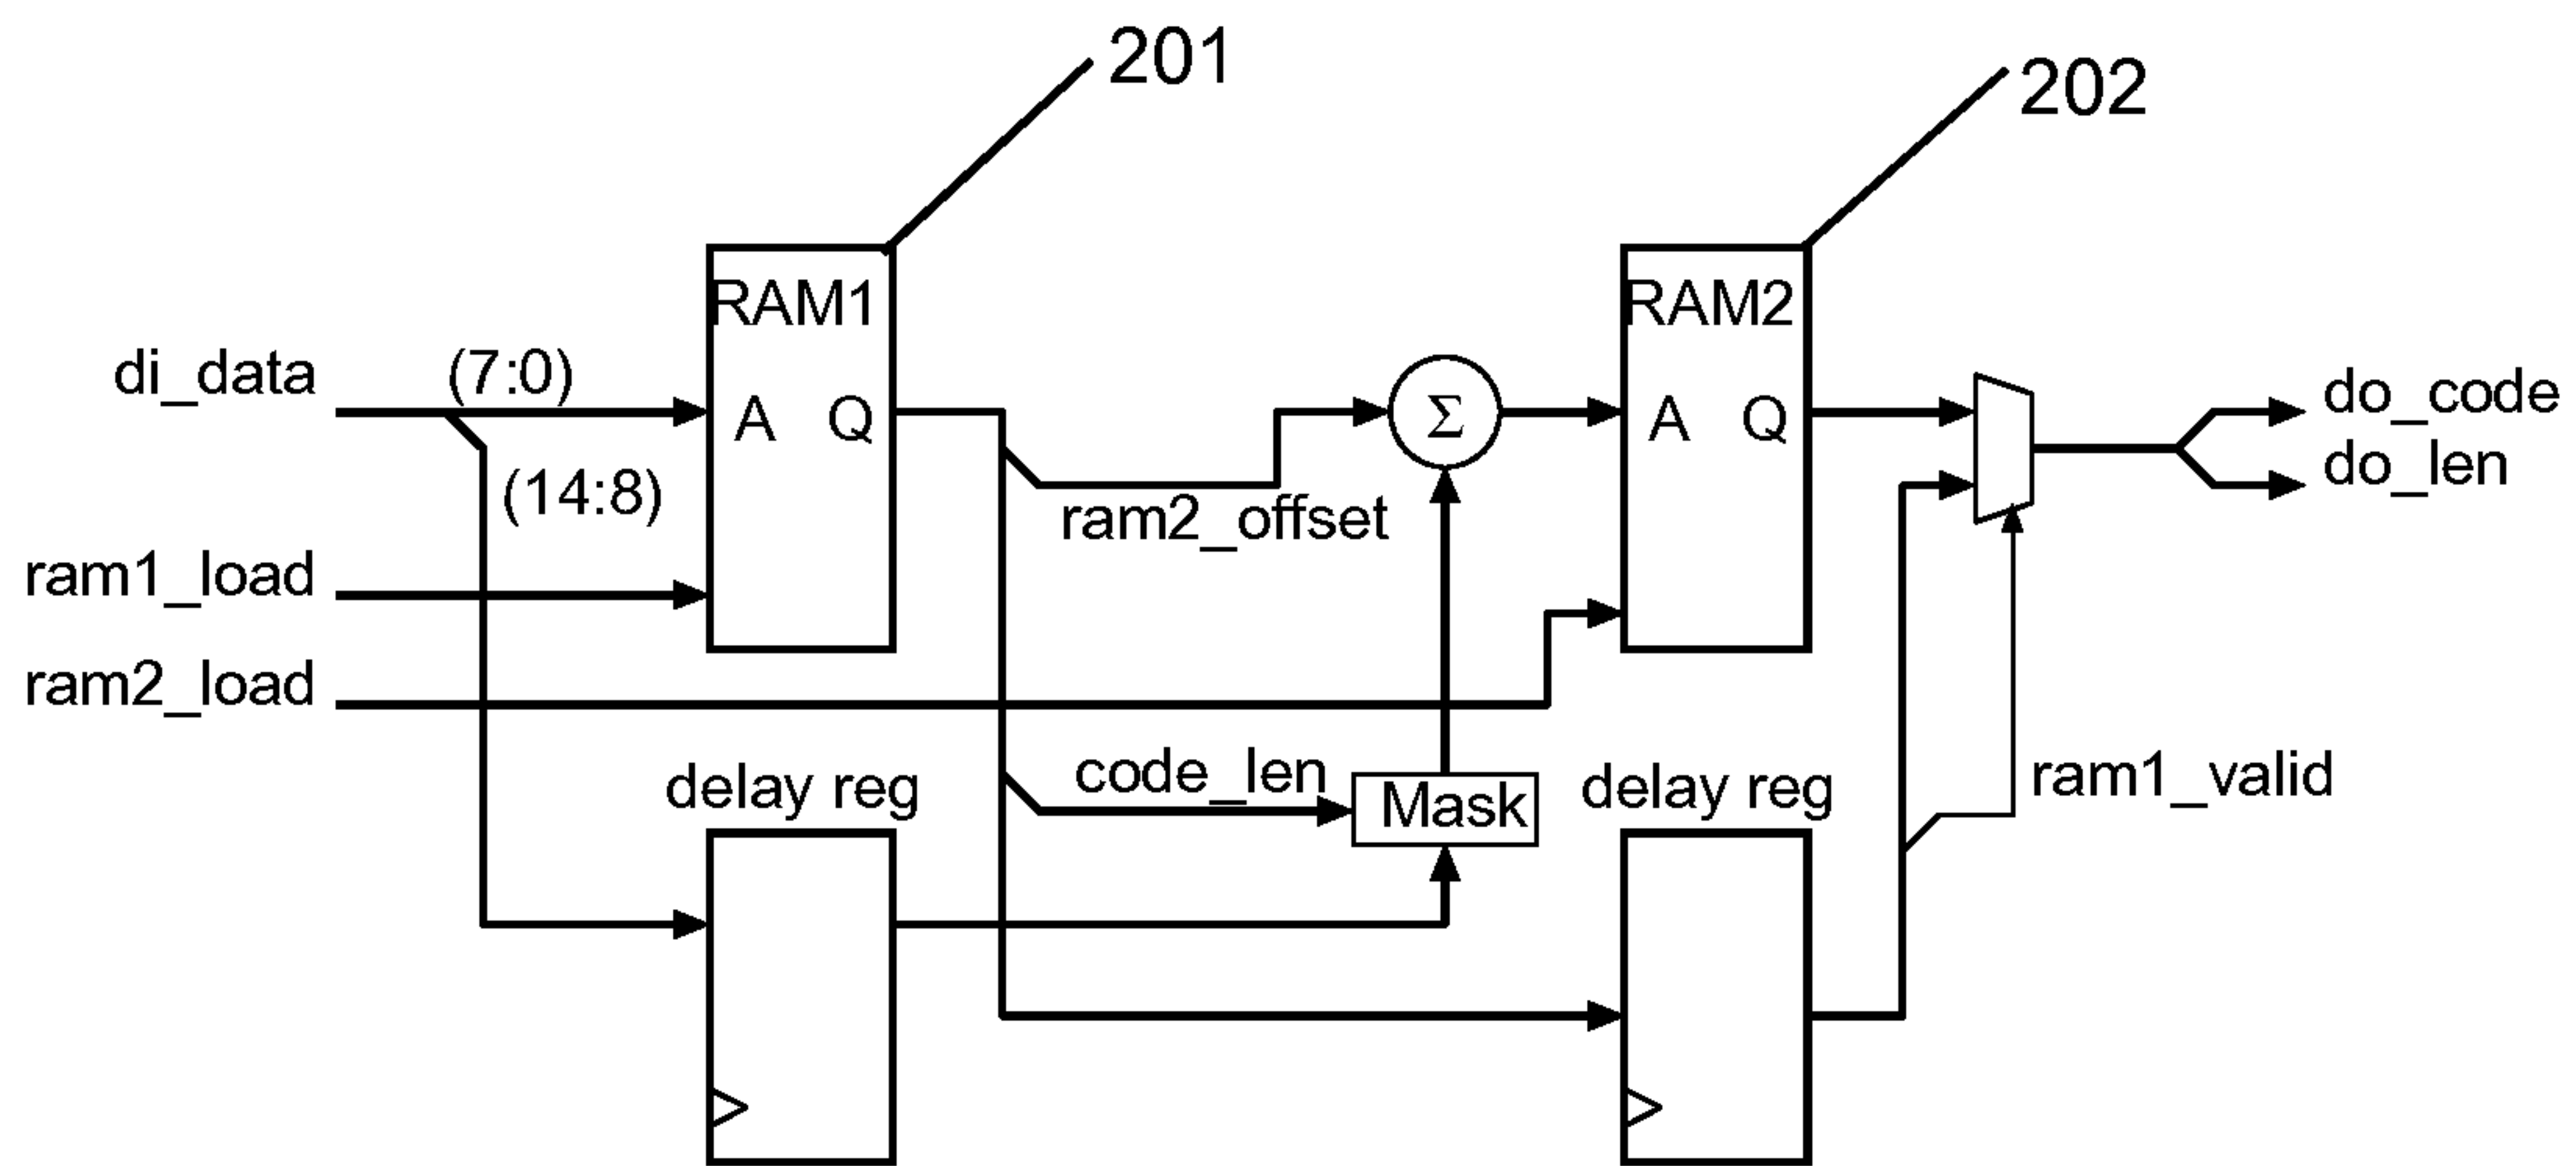 201
202
RAM1
RAM2
di_data
(7:0)
A Q
Σ
A Q
do_code
do_len
(14:8)
ram2_offset
ram1_load
ram2_load
delay reg
code_len
Mask
delay reg
ram1_valid